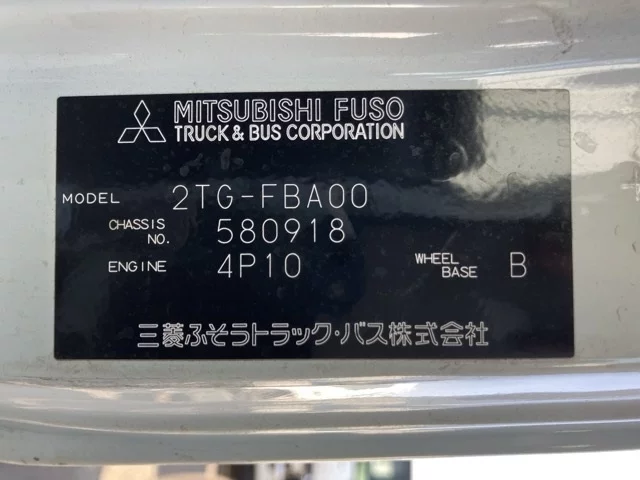 MITSUBISHI FUSO
TRUCK & BUS CORPORATION
MODEL 2TG-FBA00
CHASSIS NO. 580918
ENGINE 4P10 WHEEL BASE B
三菱ふそうトラック・バス株式会社